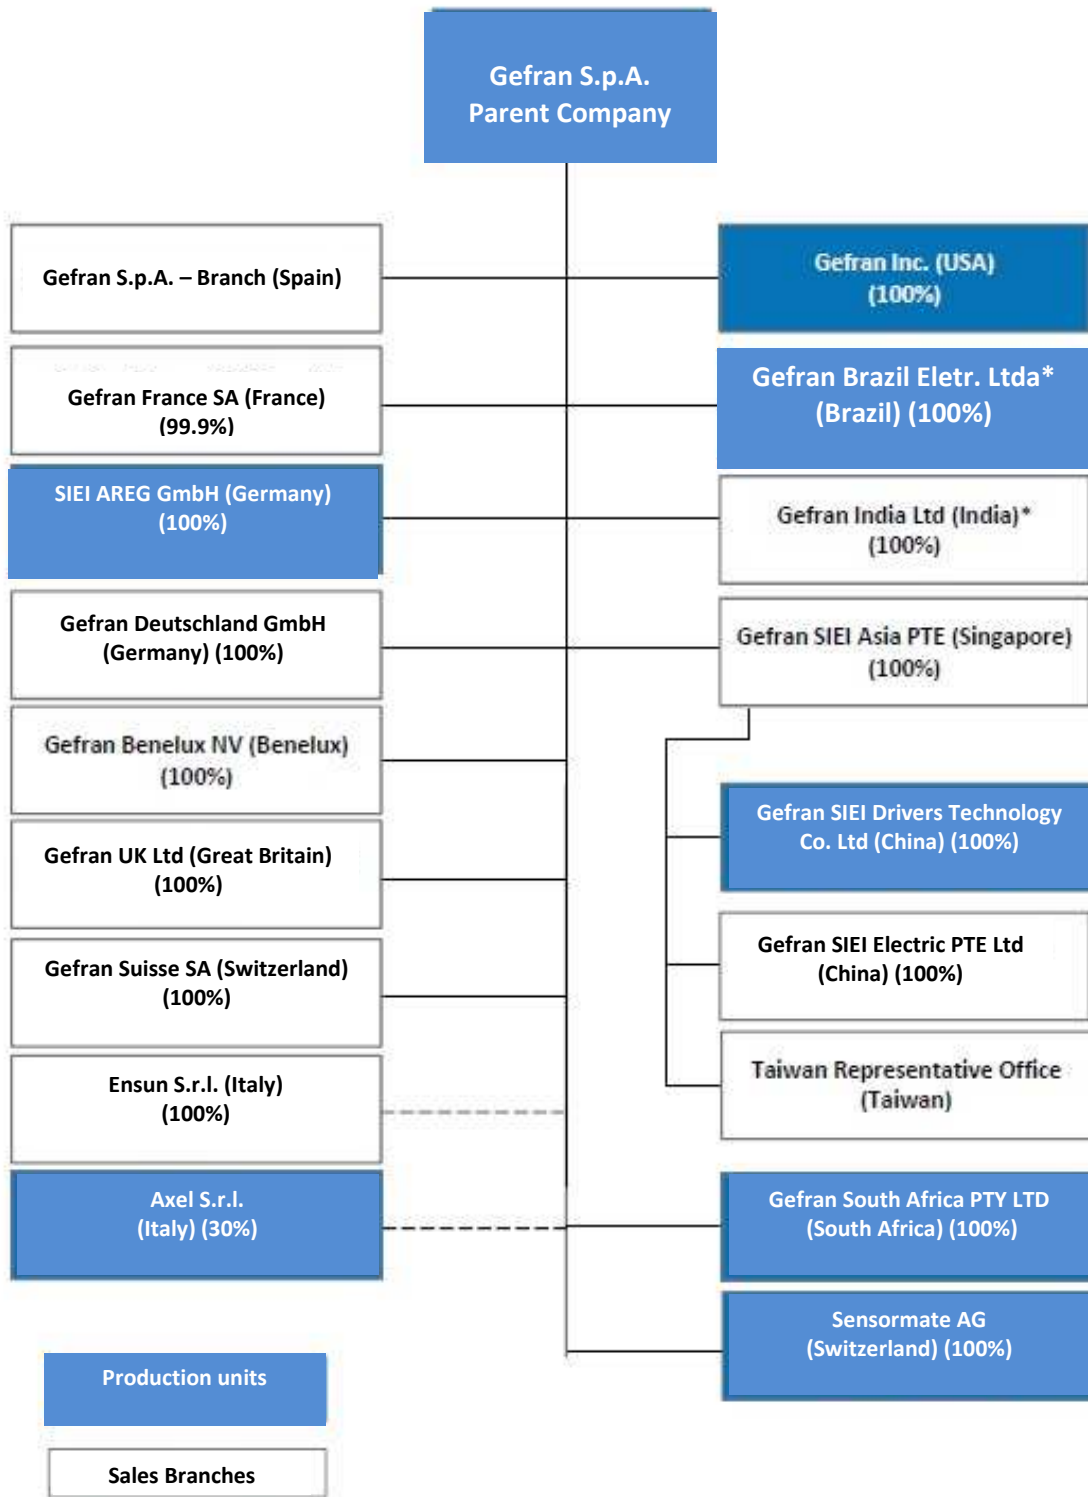 Gefran S.p.A.
Parent Company
Gefran S.p.A. – Branch (Spain)
Gefran France SA (France)
(99.9%)
SIEI AREG GmbH (Germany)
(100%)
Gefran Deutschland GmbH
(Germany) (100%)
Gefran Benelux NV (Benelux)
(100%)
Gefran UK Ltd (Great Britain)
(100%)
Gefran Suisse SA (Switzerland)
(100%)
Ensun S.r.l. (Italy)
(100%)
Axel S.r.l.
(Italy) (30%)
Gefran Inc. (USA)
(100%)
Gefran Brazil Eletr. Ltda*
(Brazil) (100%)
Gefran India Ltd (India)*
(100%)
Gefran SIEI Asia PTE (Singapore)
(100%)
Gefran SIEI Drivers Technology
Co. Ltd (China) (100%)
Gefran SIEI Electric PTE Ltd
(China) (100%)
Taiwan Representative Office
(Taiwan)
Gefran South Africa PTY LTD
(South Africa) (100%)
Sensormate AG
(Switzerland) (100%)
Production units
Sales Branches